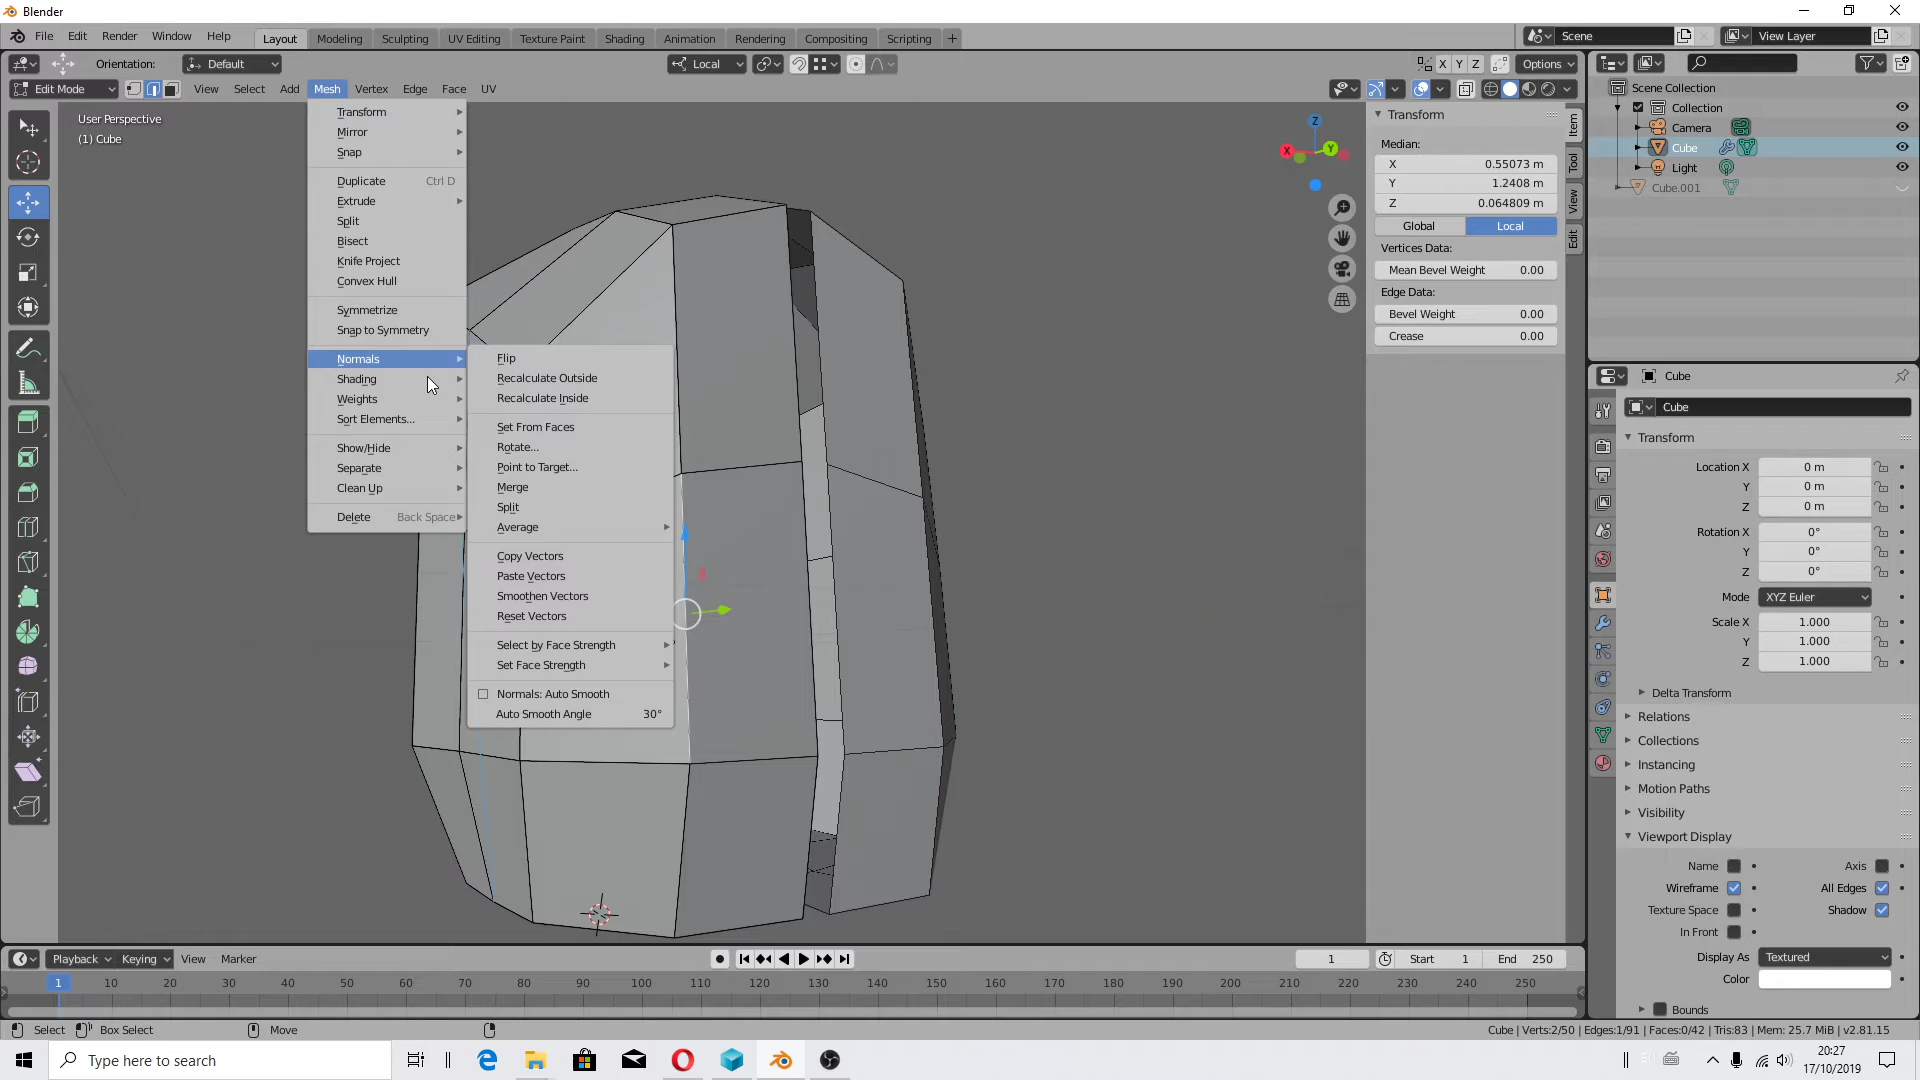 Blender
File Edit Render Window Help Layout Modeling Sculpting UV Editing Texture Paint Shading Animation Rendering Compositing Scripting + Scene View Layer
Orientation: Default Local X Y Z Options
Edit Mode View Select Add Mesh Vertex Edge Face UV
User Perspective
(1) Cube
Transform
Mirror
Snap
Duplicate Ctrl D
Extrude
Split
Bisect
Knife Project
Convex Hull
Symmetrize
Snap to Symmetry
Normals
Shading
Weights
Sort Elements...
Show/Hide
Separate
Clean Up
Delete Back Space
Flip
Recalculate Outside
Recalculate Inside
Set From Faces
Rotate...
Point to Target...
Merge
Split
Average
Copy Vectors
Paste Vectors
Smoothen Vectors
Reset Vectors
Select by Face Strength
Set Face Strength
Normals: Auto Smooth
Auto Smooth Angle 30°
Z
X
Y
Transform
Median:
X 0.55073 m
Y 1.2408 m
Z 0.064809 m
Global Local
Vertices Data:
Mean Bevel Weight 0.00
Edge Data:
Bevel Weight 0.00
Crease 0.00
Item
Tool
View
Edit
Scene Collection
Collection
Camera
Cube
Light
Cube.001
Cube
Cube
Transform
Location X 0 m
Y 0 m
Z 0 m
Rotation X 0°
Y 0°
Z 0°
Mode XYZ Euler
Scale X 1.000
Y 1.000
Z 1.000
Delta Transform
Relations
Collections
Instancing
Motion Paths
Visibility
Viewport Display
Name Axis
Wireframe All Edges
Texture Space Shadow
In Front
Display As Textured
Color
Bounds
Playback Keying View Marker 1 Start 1 End 250
1 10 20 30 40 50 60 70 80 90 100 110 120 130 140 150 160 170 180 190 200 210 220 230 240 250
Select Box Select Move Cube | Verts:2/50 | Edges:1/91 | Faces:0/42 | Tris:83 | Mem: 25.7 MiB | v2.81.15
Type here to search
20:27
17/10/2019